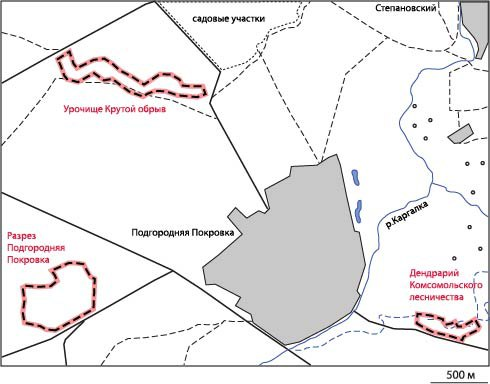 садовые участки
Степановский
Урочище Крутой обрыв
р.Каргалка
Подгородняя Покровка
Разрез
Подгородняя
Покровка
Дендрарий
Комсомольского
лесничества
500 м